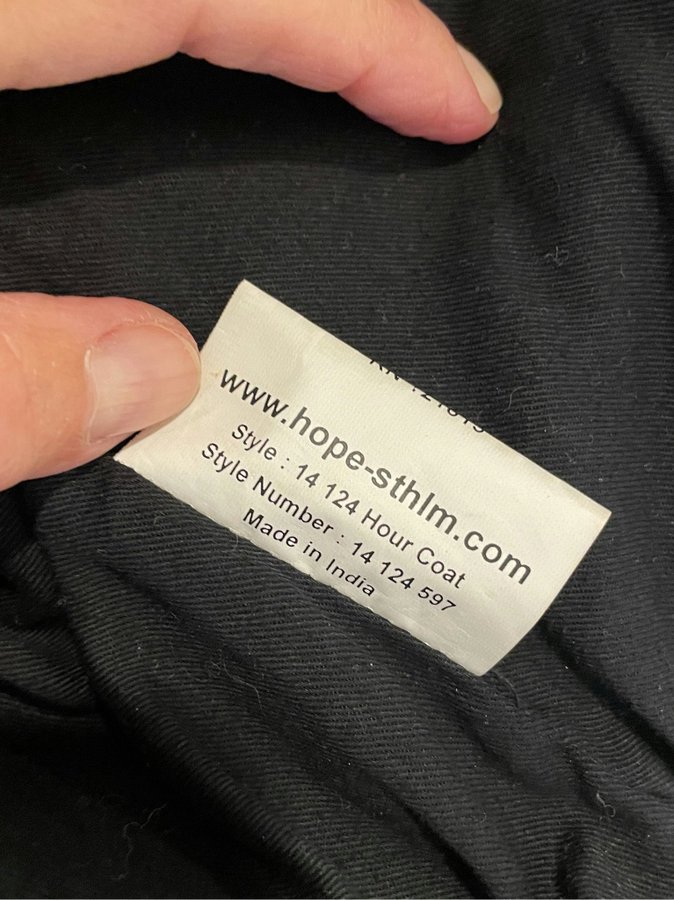 www.hope-sthlm.com
Style : 14 124 Hour Coat
Style Number : 14 124 597
Made in India